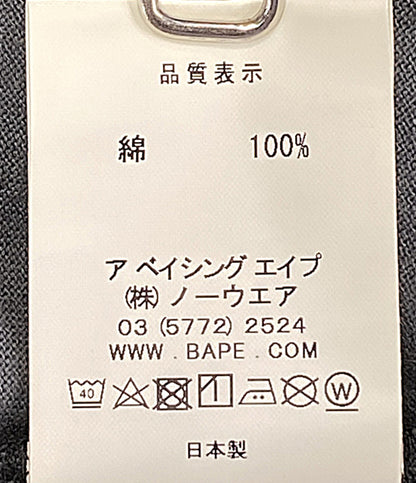 品質表示
綿 100%
ア ベイシング エイプ
(株) ノーウエア
03 (5772) 2524
WWW . BAPE . COM
40 W
日本製